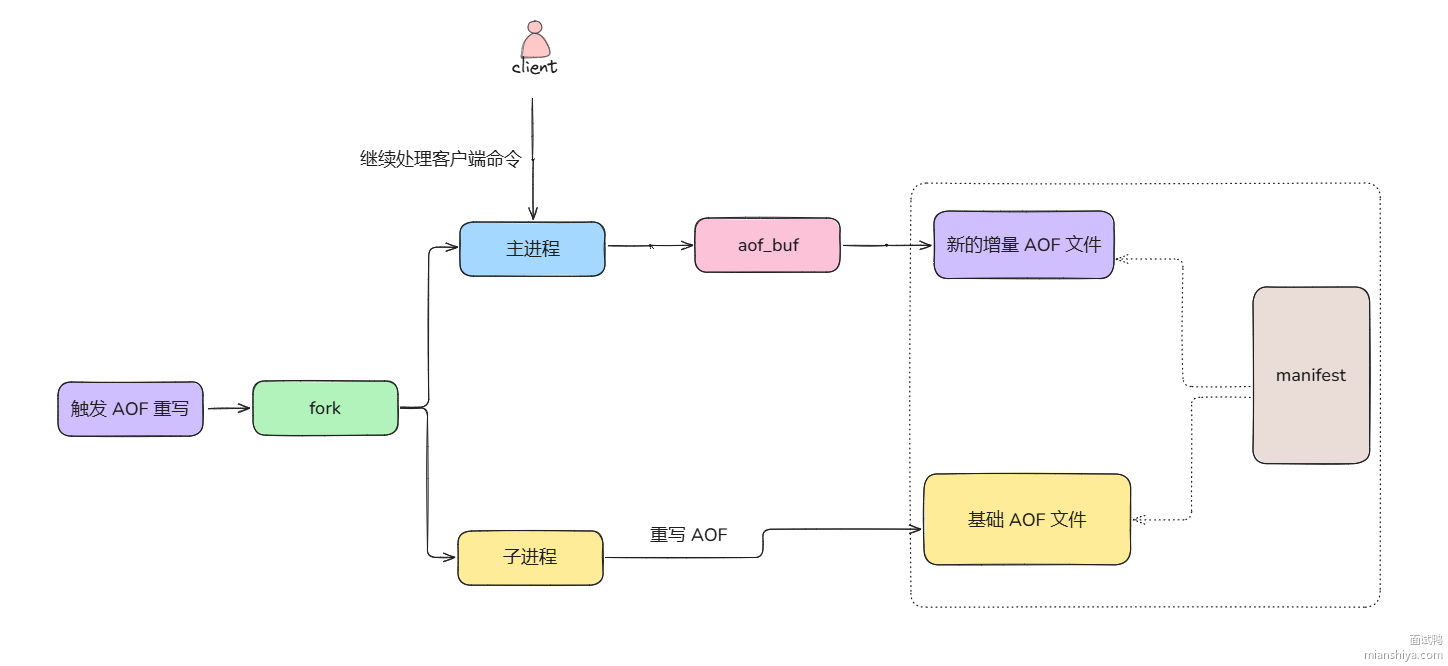 client
继续处理客户端命令
主进程
aof_buf
新的增量 AOF 文件
manifest
触发 AOF 重写
fork
重写 AOF
基础 AOF 文件
子进程
面试鸭
mianshiya.com